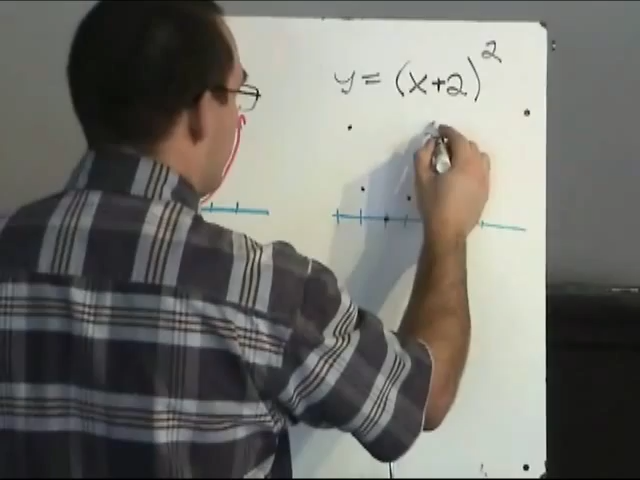 y = (x+2)²